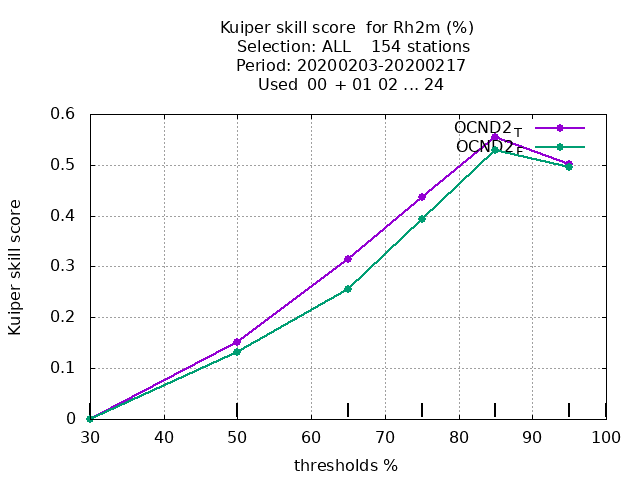 Kuiper skill score  for Rh2m (%)
Selection: ALL    154 stations
Period: 20200203-20200217
Used  00  + 01 02 ... 24
0.6
0.5
0.4
0.3
0.2
0.1
0
Kuiper skill score
OCND2_T
OCND2_F
30 40 50 60 70 80 90 100
thresholds %